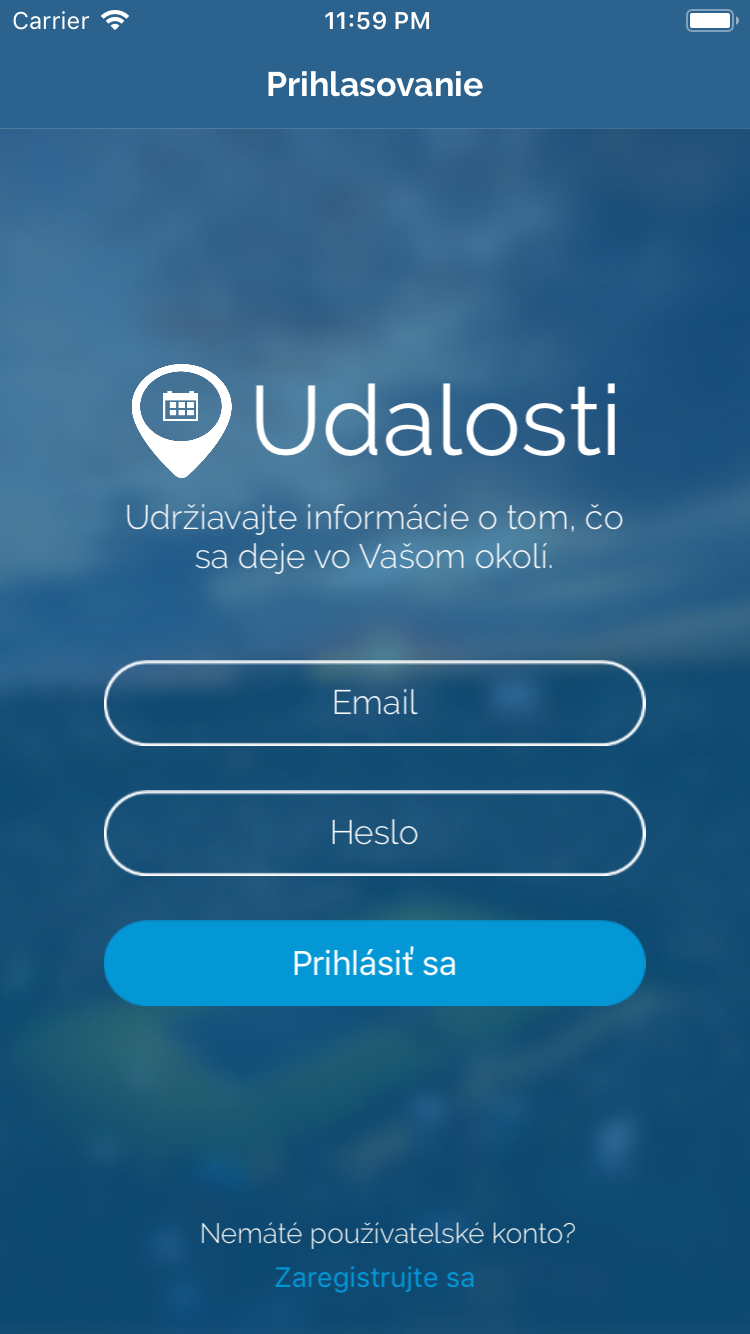 Carrier 11:59 PM
Prihlasovanie
Udalosti
Udržiavajte informácie o tom, čo
sa deje vo Vašom okolí.
Email
Heslo
Prihlásiť sa
Nemáté používatelské konto?
Zaregistrujte sa